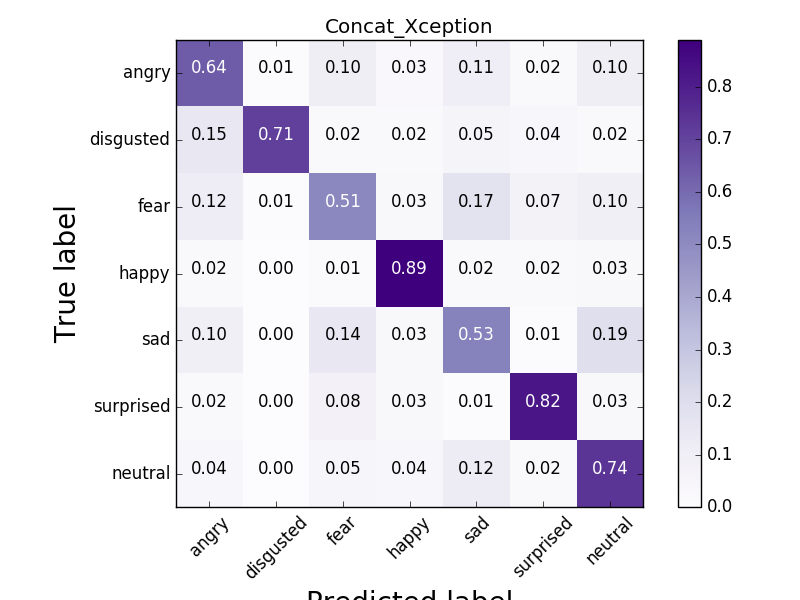 Concat_Xception
angry 0.64 0.01 0.10 0.03 0.11 0.02 0.10
disgusted 0.15 0.71 0.02 0.02 0.05 0.04 0.02
fear 0.12 0.01 0.51 0.03 0.17 0.07 0.10
happy 0.02 0.00 0.01 0.89 0.02 0.02 0.03
sad 0.10 0.00 0.14 0.03 0.53 0.01 0.19
surprised 0.02 0.00 0.08 0.03 0.01 0.82 0.03
neutral 0.04 0.00 0.05 0.04 0.12 0.02 0.74
angry disgusted fear happy sad surprised neutral
True label
Predicted label
0.8
0.7
0.6
0.5
0.4
0.3
0.2
0.1
0.0